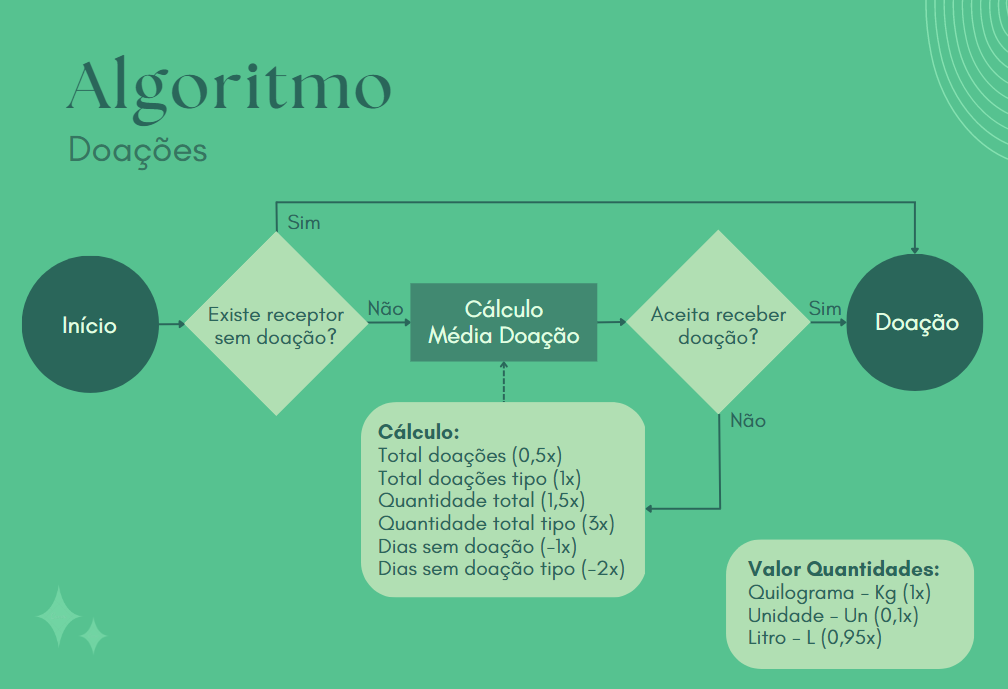 Algoritmo
Doações
Sim
Início
Existe receptor
sem doação?
Não
Cálculo
Média Doação
Aceita receber
doação?
Sim
Doação
Não
Cálculo:
Total doações (0,5x)
Total doações tipo (1x)
Quantidade total (1,5x)
Quantidade total tipo (3x)
Dias sem doação (-1x)
Dias sem doação tipo (-2x)
Valor Quantidades:
Quilograma - Kg (1x)
Unidade - Un (0,1x)
Litro - L (0,95x)